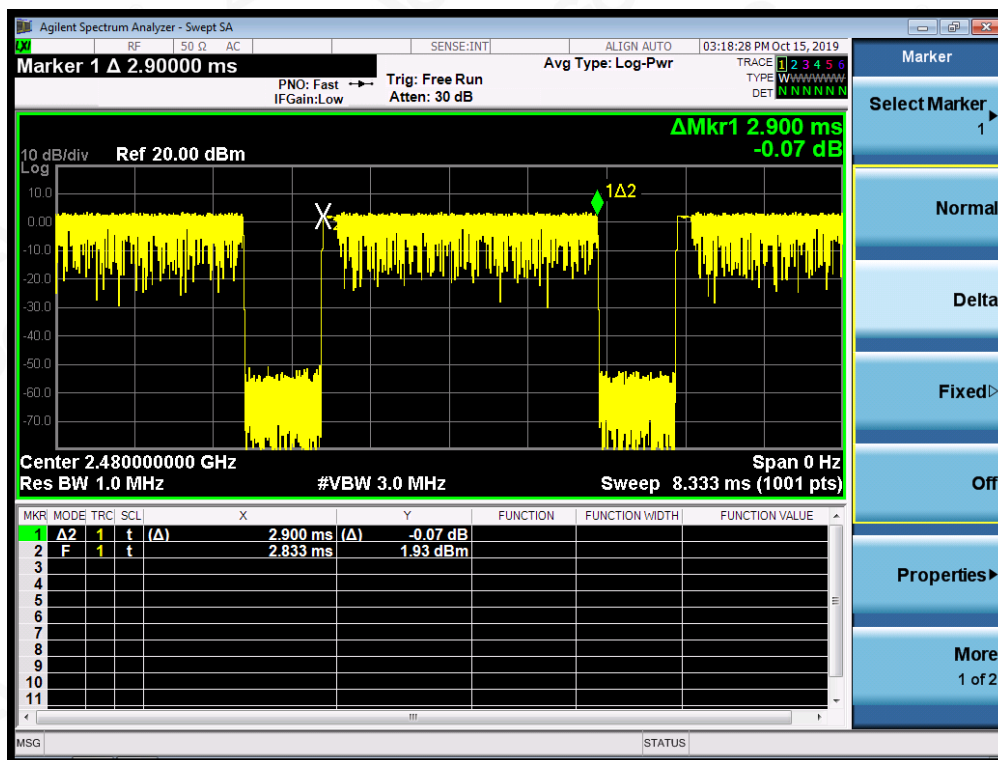 Agilent Spectrum Analyzer - Swept SA
LXI RF 50 Ω AC SENSE:INT ALIGN AUTO 03:18:28 PM Oct 15, 2019
Marker 1 Δ 2.90000 ms
PNO: Fast
IFGain:Low
Trig: Free Run
Atten: 30 dB
Avg Type: Log-Pwr
TRACE 1 2 3 4 5 6
TYPE WWWWWWW
DET N N N N N N
ΔMkr1 2.900 ms
-0.07 dB
10 dB/div Ref 20.00 dBm
Log
10.0
0.00
-10.0
-20.0
-30.0
-40.0
-50.0
-60.0
-70.0
1Δ2
Center 2.480000000 GHz Span 0 Hz
Res BW 1.0 MHz #VBW 3.0 MHz Sweep 8.333 ms (1001 pts)
MKR MODE TRC SCL X Y FUNCTION FUNCTION WIDTH FUNCTION VALUE
1 Δ2 1 t (Δ) 2.900 ms (Δ) -0.07 dB
2 F 1 t 2.833 ms 1.93 dBm
3
4
5
6
7
8
9
10
11
MSG STATUS
Marker
Select Marker
1
Normal
Delta
Fixed
Off
Properties
More
1 of 2